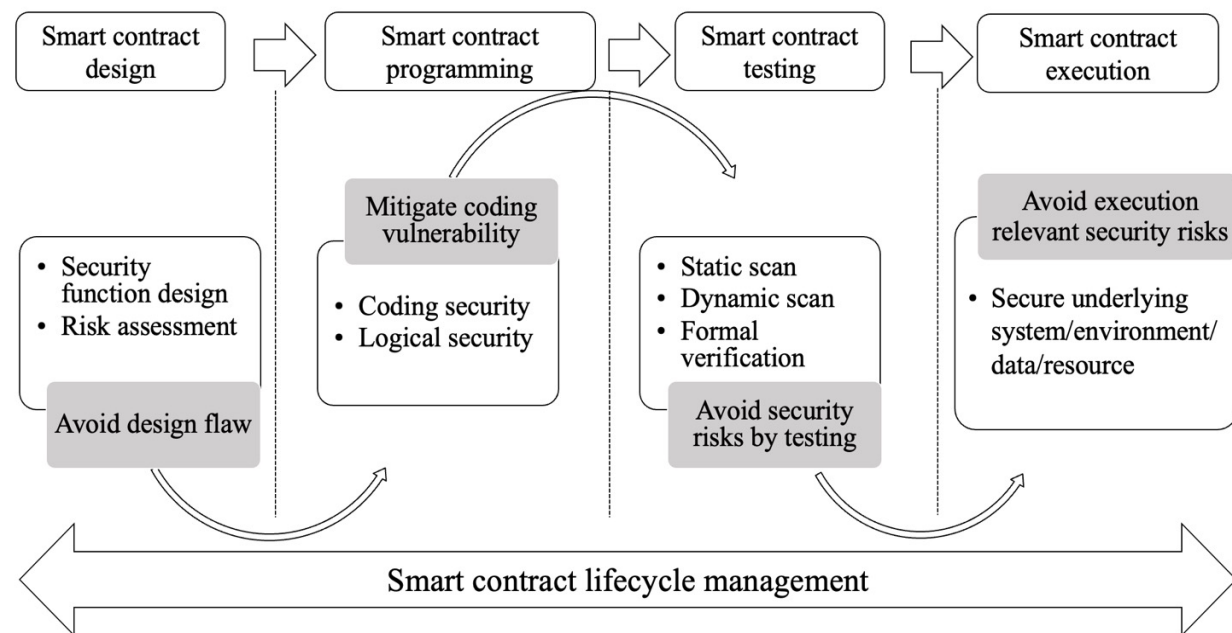 Smart contract
design
Smart contract
programming
Smart contract
testing
Smart contract
execution
• Security
function design
• Risk assessment
Avoid design flaw
Mitigate coding
vulnerability
• Coding security
• Logical security
• Static scan
• Dynamic scan
• Formal
verification
Avoid security
risks by testing
Avoid execution
relevant security risks
• Secure underlying
system/environment/
data/resource
Smart contract lifecycle management